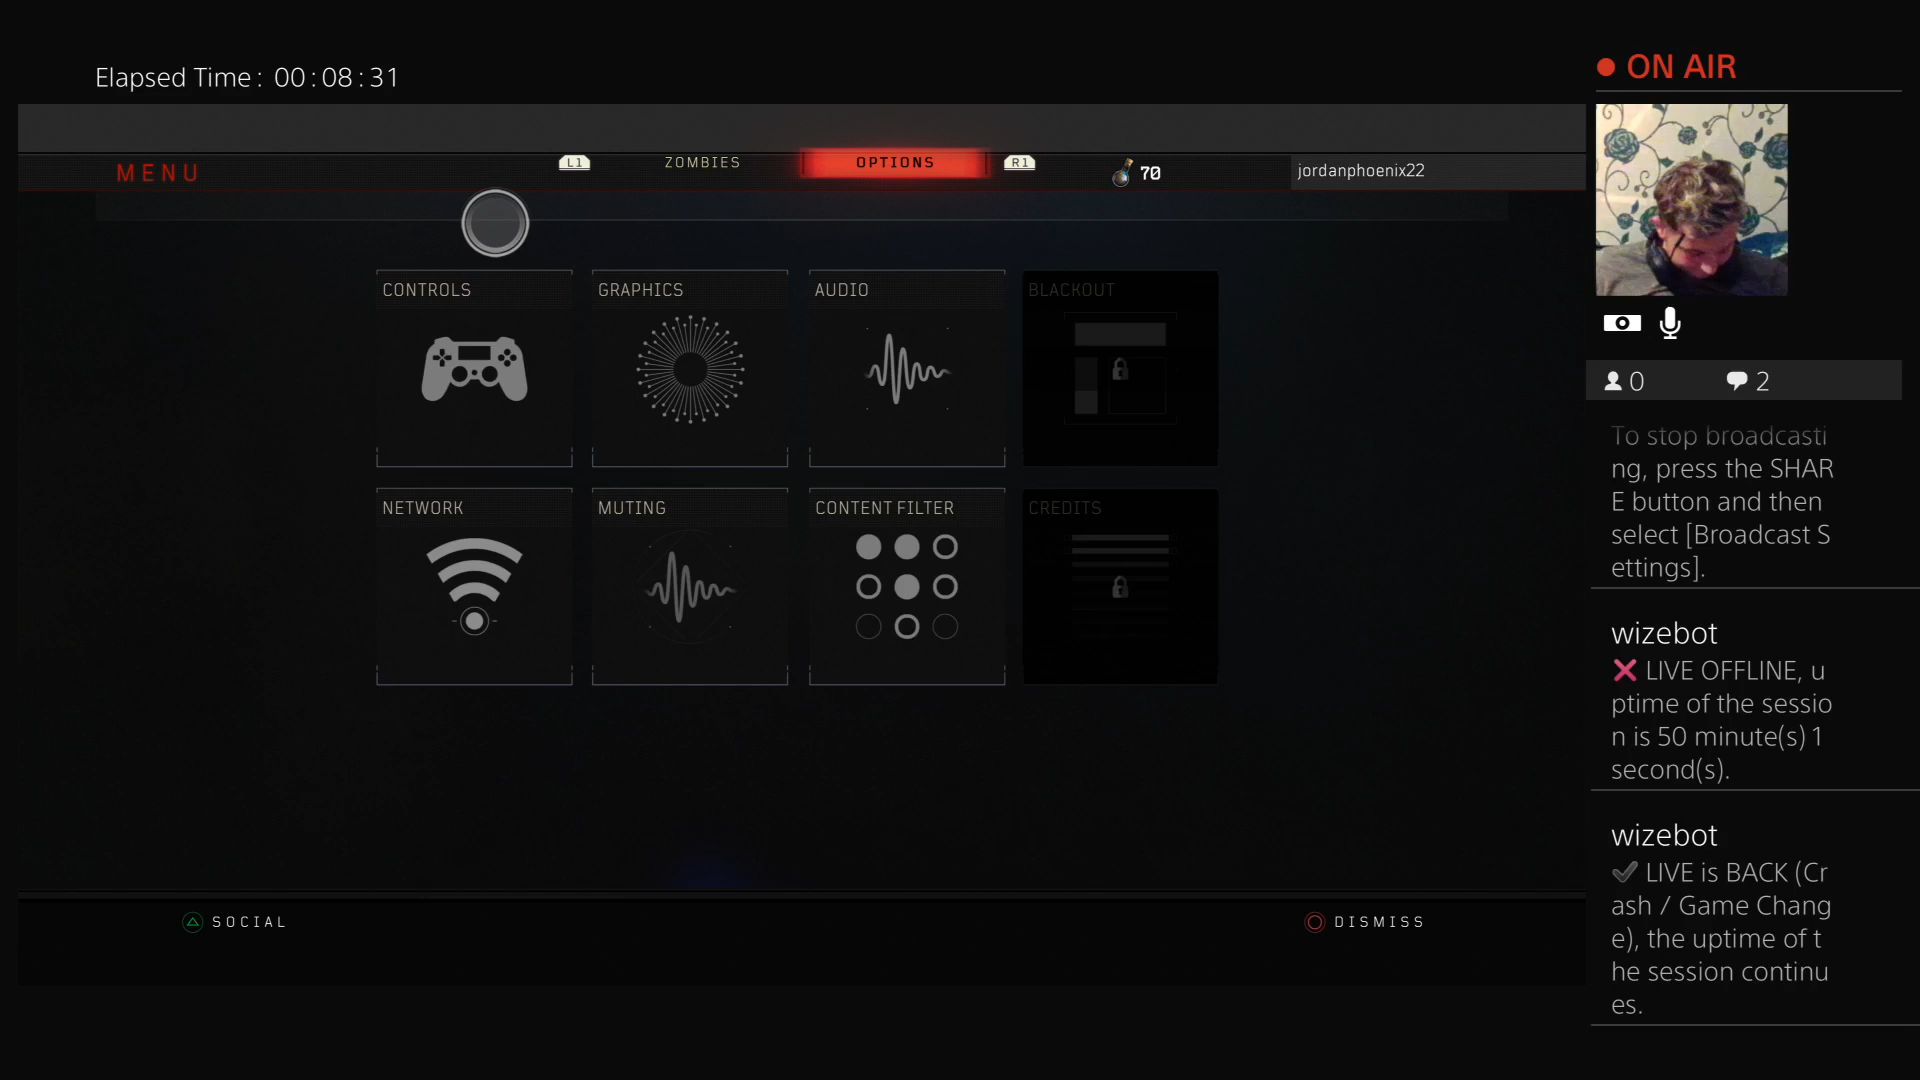 Elapsed Time: 00:08:31
ON AIR
MENU
L1
ZOMBIES
OPTIONS
R1
70
jordanphoenix22
CONTROLS
GRAPHICS
AUDIO
BLACKOUT
NETWORK
MUTING
CONTENT FILTER
CREDITS
SOCIAL
DISMISS
0
2
To stop broadcasti
ng, press the SHAR
E button and then
select [Broadcast S
ettings].
wizebot
❌ LIVE OFFLINE, u
ptime of the sessio
n is 50 minute(s) 1
second(s).
wizebot
✔ LIVE is BACK (Cr
ash / Game Chang
e), the uptime of t
he session continu
es.